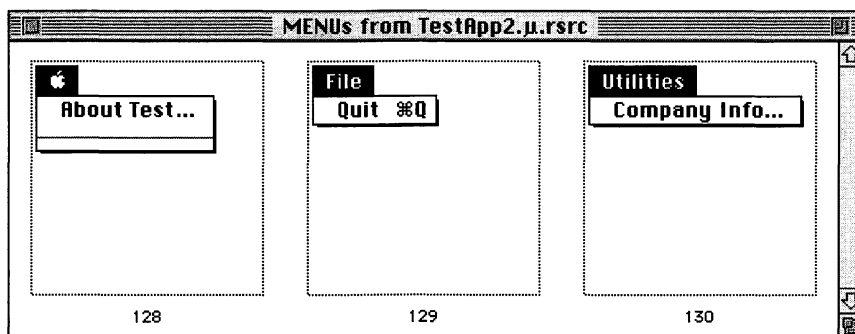 MENUs from TestApp2.µ.rsrc
About Test...
File
Quit ⌘Q
Utilities
Company Info...
128
129
130